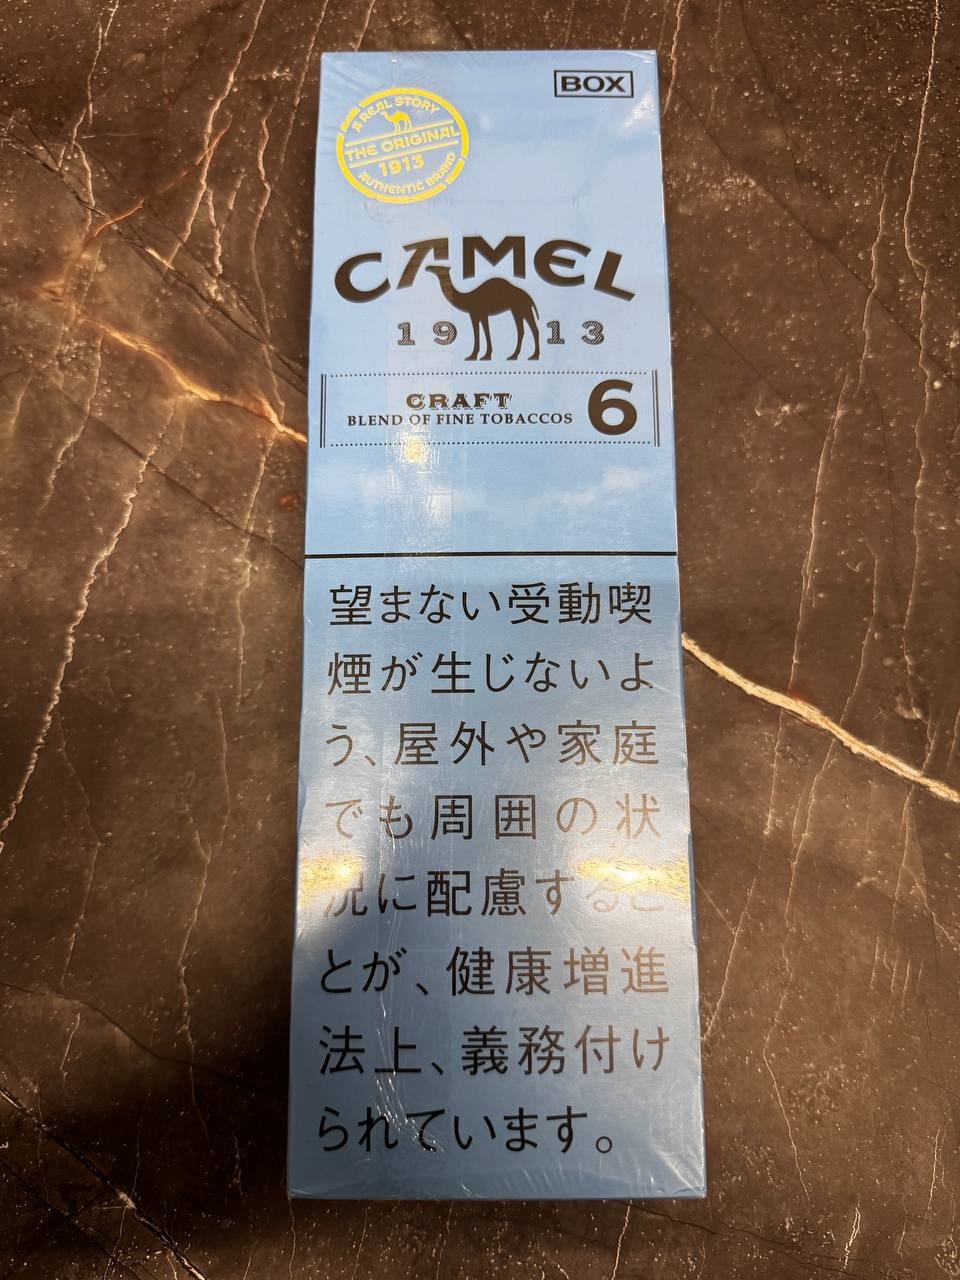 BOX
A REAL STORY
THE ORIGINAL
1913
AUTHENTIC BRAND
CAMEL
1913
CRAFT
BLEND OF FINE TOBACCOS
6
望まない受動喫
煙が生じないよ
う、屋外や家庭
でも周囲の状
況に配慮するこ
とが、健康増進
法上、義務付け
られています。